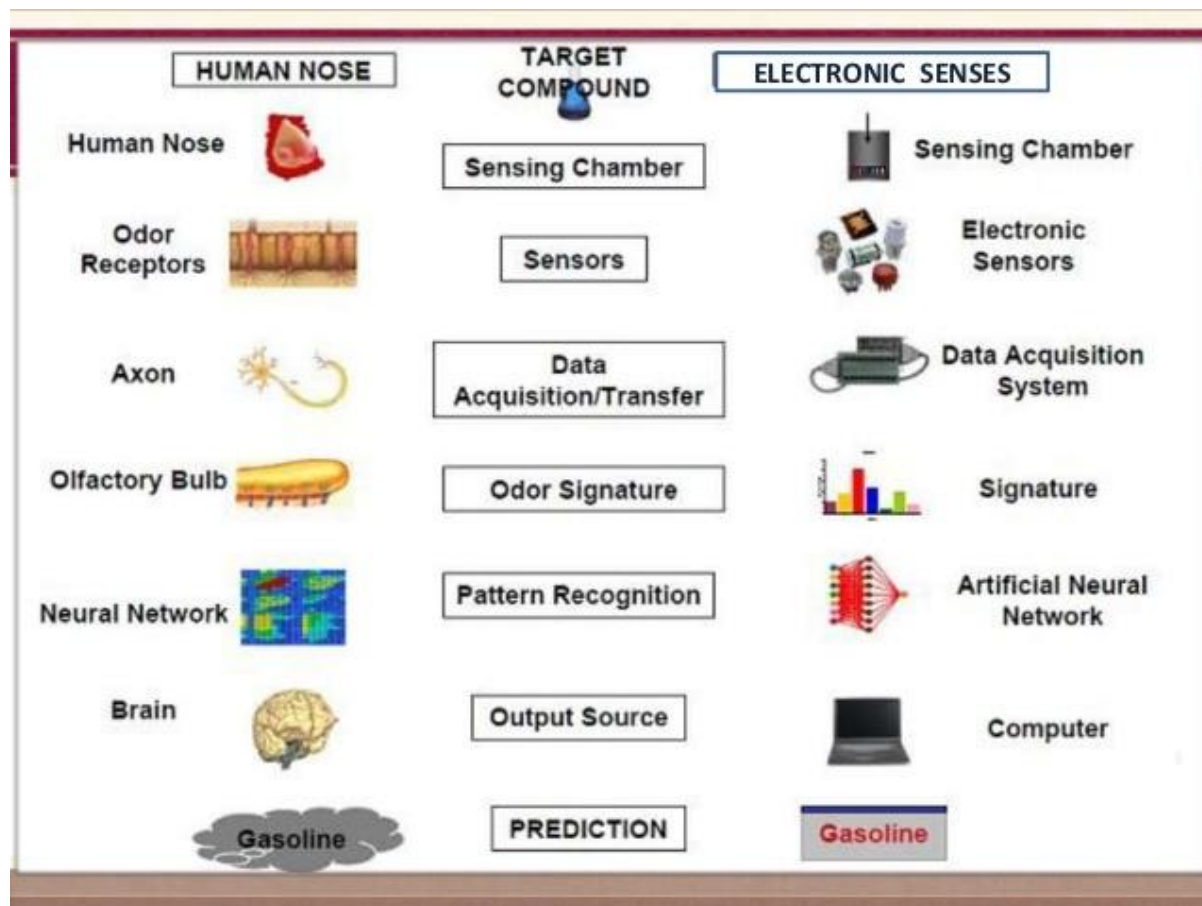 HUMAN NOSE
TARGET
COMPOUND
ELECTRONIC SENSES
Human Nose
Sensing Chamber
Sensing Chamber
Odor
Receptors
Sensors
Electronic
Sensors
Axon
Data
Acquisition/Transfer
Data Acquisition
System
Olfactory Bulb
Odor Signature
Signature
Neural Network
Pattern Recognition
Artificial Neural
Network
Brain
Output Source
Computer
Gasoline
PREDICTION
Gasoline